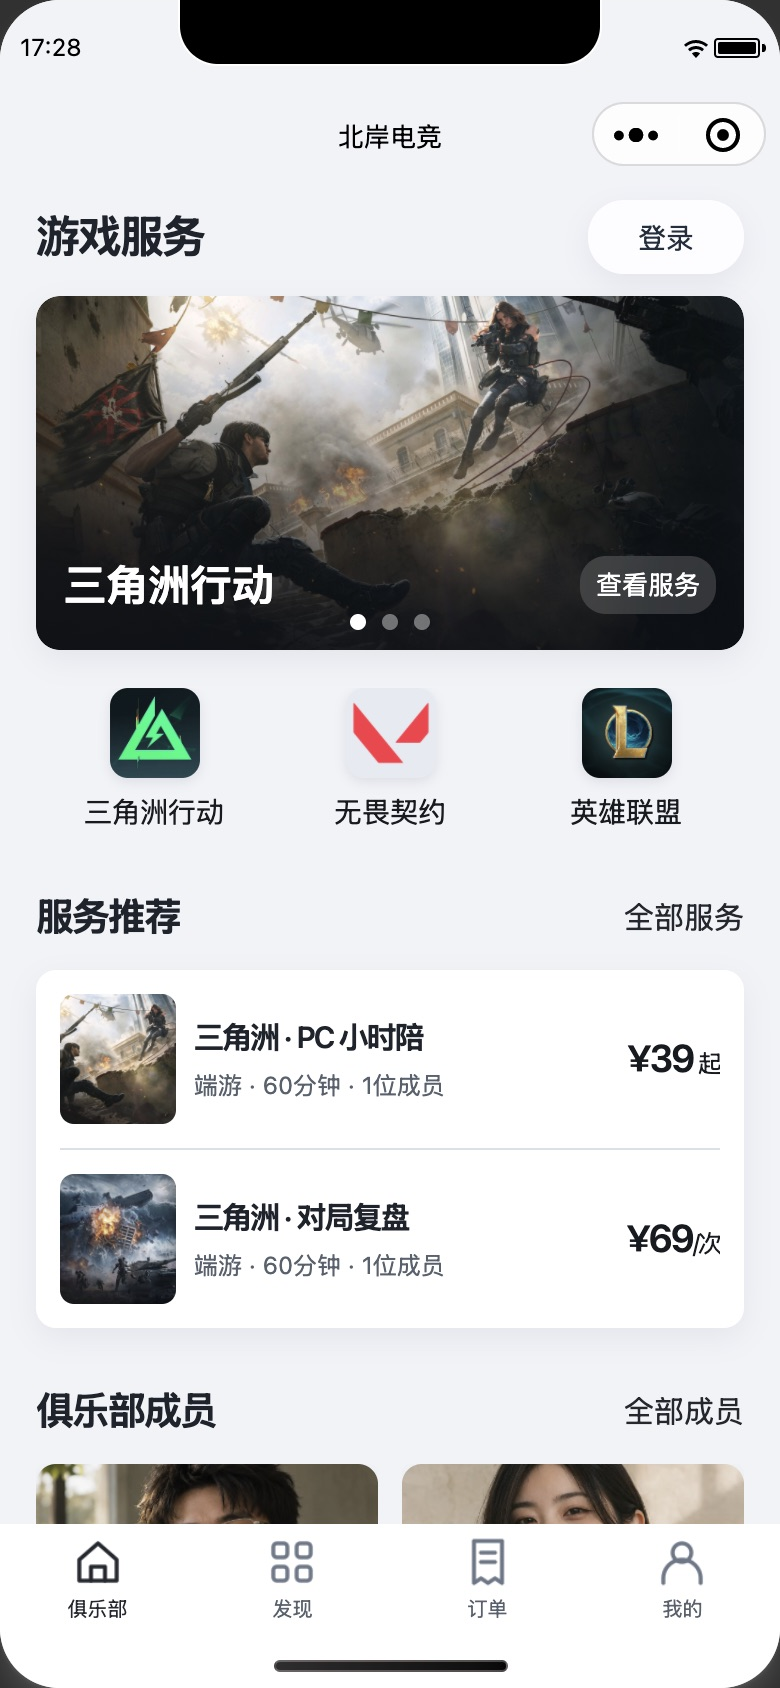 17:28
北岸电竞
游戏服务
登录
三角洲行动
查看服务
三角洲行动
无畏契约
英雄联盟
服务推荐
全部服务
三角洲 · PC 小时陪
端游 · 60分钟 · 1位成员
¥39 起
三角洲 · 对局复盘
端游 · 60分钟 · 1位成员
¥69/次
俱乐部成员
全部成员
俱乐部
发现
订单
我的